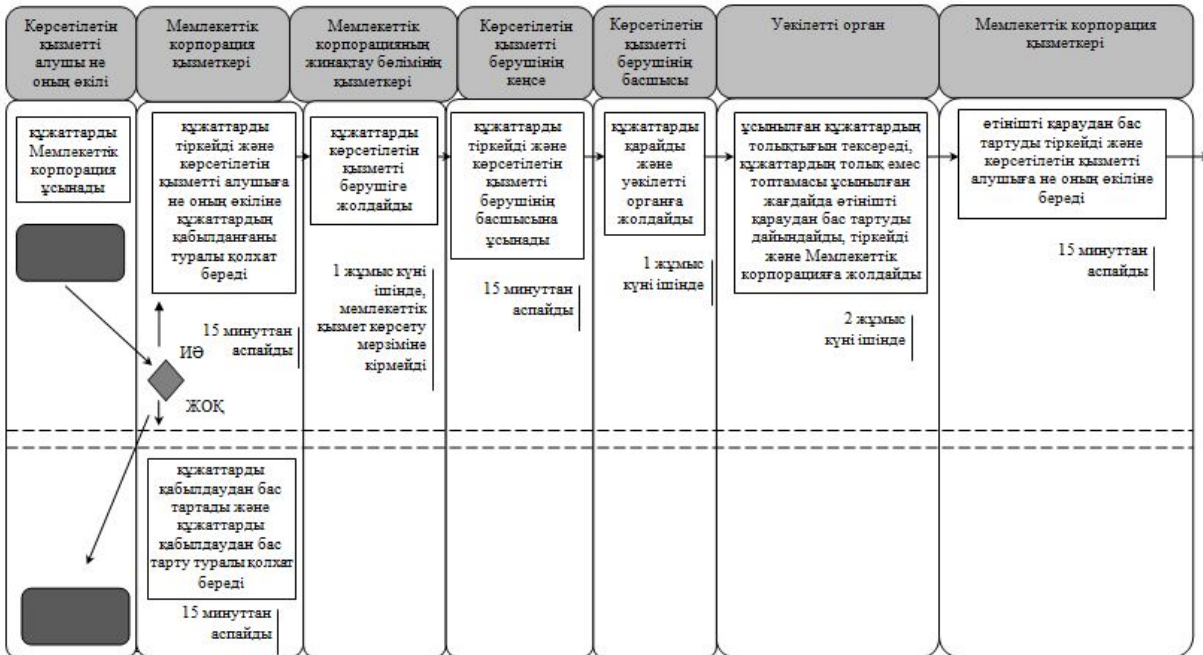 Көрсетілетін
қызметті
алушы не
оның өкілі
Мемлекеттік
корпорация
қызметкері
Мемлекеттік
корпорацияның
жинақтау бөлімінің
қызметкері
Көрсетілетін
қызметті
берушінің
кеңсе
Көрсетілетін
қызметті
берушінің
басшысы
Уәкілетті орган
Мемлекеттік корпорация
қызметкері
құжаттарды
Мемлекеттік
корпорация
ұсынады
құжаттарды
тіркейді және
көрсетілетін
қызметті алушыға
не оның өкіліне
құжаттардың
қабылданғаны
туралы қолхат
береді
15 минуттан
аспайды
ИӘ
ЖОҚ
құжаттарды
көрсетілетін
қызметті
берушіге
жолдайды
1 жұмыс күні
ішінде,
мемлекеттік
қызмет көрсету
мерзіміне
кірмейді
құжаттарды
тіркейді және
көрсетілетін
қызметті
берушінің
басшысына
ұсынады
15 минуттан
аспайды
құжаттарды
қарайды
және
уәкілетті
органға
жолдайды
1 жұмыс
күні ішінде
ұсынылған құжаттардың
толықтығын тексереді,
құжаттардың толық емес
топтамасы ұсынылған
жағдайда өтінішті
қараудан бас тартуды
дайындайды, тіркейді
және Мемлекеттік
корпорацияға жолдайды
2 жұмыс
күні ішінде
өтінішті қараудан бас
тартуды тіркейді және
көрсетілетін қызметті
алушыға не оның өкіліне
береді
15 минуттан
аспайды
құжаттарды
қабылдаудан бас
тартады және
құжаттарды
қабылдаудан бас
тарту туралы қолхат
береді
15 минуттан
аспайды